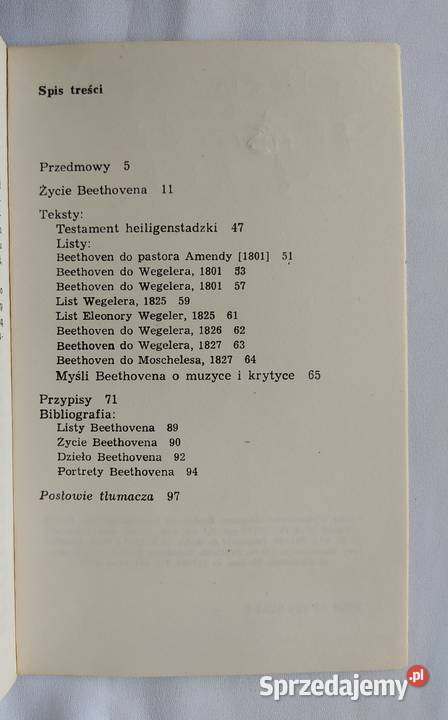 Spis treści
Przedmowy 5
Życie Beethovena 11
Teksty:
Testament heiligenstadzki 47
Listy:
Beethoven do pastora Amendy [1801] 51
Beethoven do Wegelera, 1801 53
Beethoven do Wegelera, 1801 57
List Wegelera, 1825 59
List Eleonory Wegeler, 1825 61
Beethoven do Wegelera, 1826 62
Beethoven do Wegelera, 1827 63
Beethoven do Moschelesa, 1827 64
Myśli Beethovena o muzyce i krytyce 65
Przypisy 71
Bibliografia:
Listy Beethovena 89
Życie Beethovena 90
Dzieło Beethovena 92
Portrety Beethovena 94
Posłowie tłumacza 97
Sprzedajemy.pl